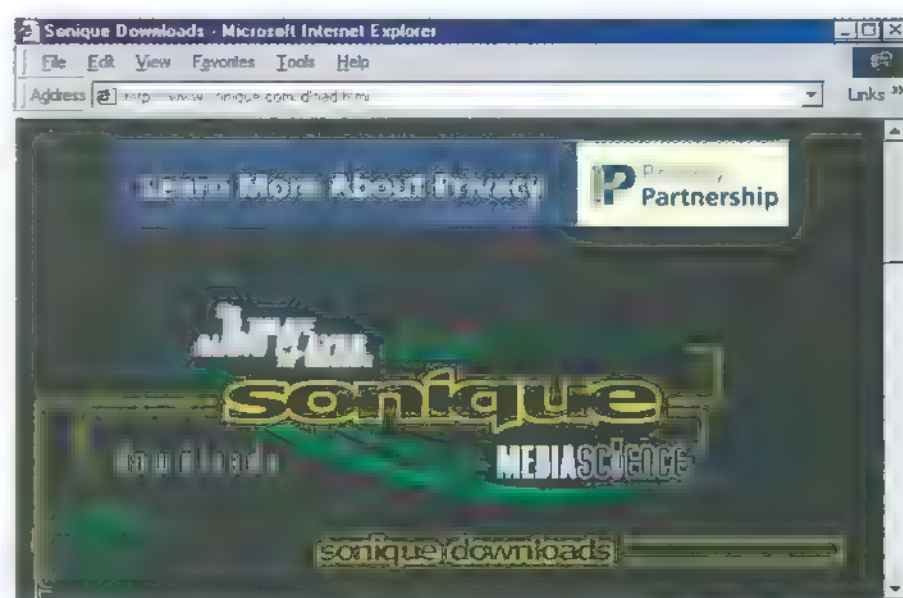 Sonique Downloads - Microsoft Internet Explorer
File Edit View Favorites Tools Help
Address
Links
Learn More About Privacy
Partnership
sonique
downloads MEDIASCIENCE
sonique downloads